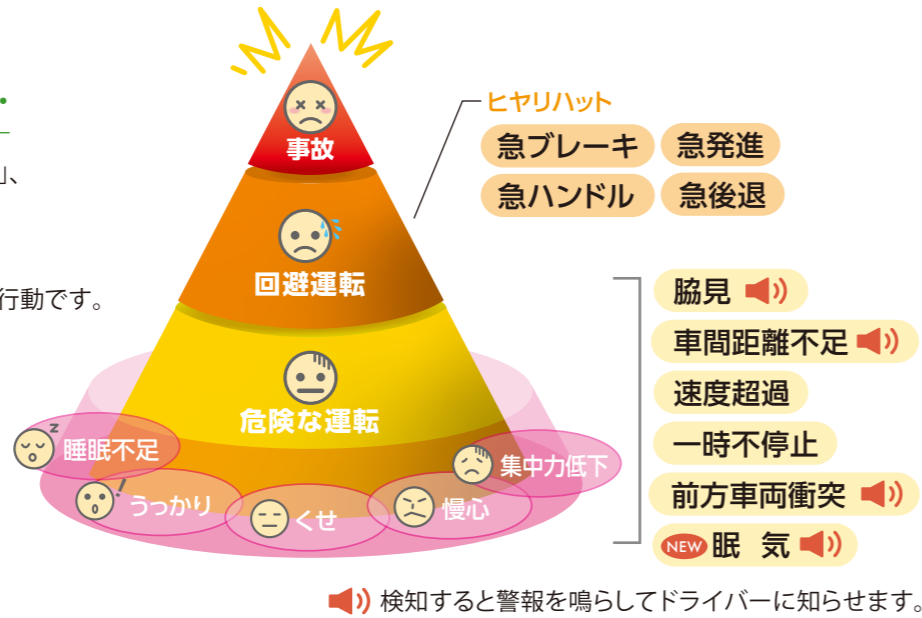 」、
行動です。
事故
回避運転
危険な運転
z
睡眠不足
うっかり
!
くせ
慢心
集中力低下
ヒヤリハット
急ブレーキ 急発進
急ハンドル 急後退
脇見
車間距離不足
速度超過
一時不停止
前方車両衝突
NEW 眠 気
検知すると警報を鳴らしてドライバーに知らせます。